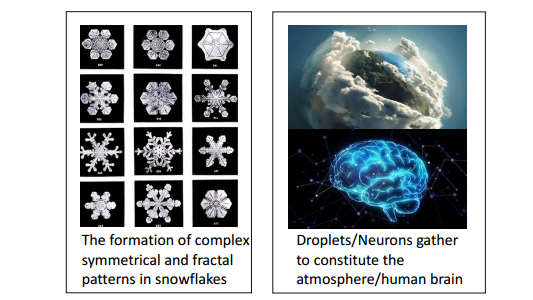 The formation of complex
symmetrical and fractal
patterns in snowflakes
Droplets/Neurons gather
to constitute the
atmosphere/human brain